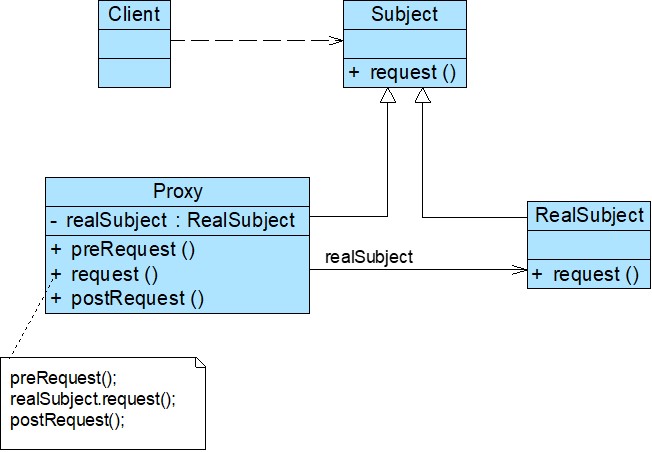 Client
Subject
+ request ()
Proxy
- realSubject : RealSubject
+ preRequest ()
+ request ()
+ postRequest ()
realSubject
RealSubject
+ request ()
preRequest();
realSubject.request();
postRequest();